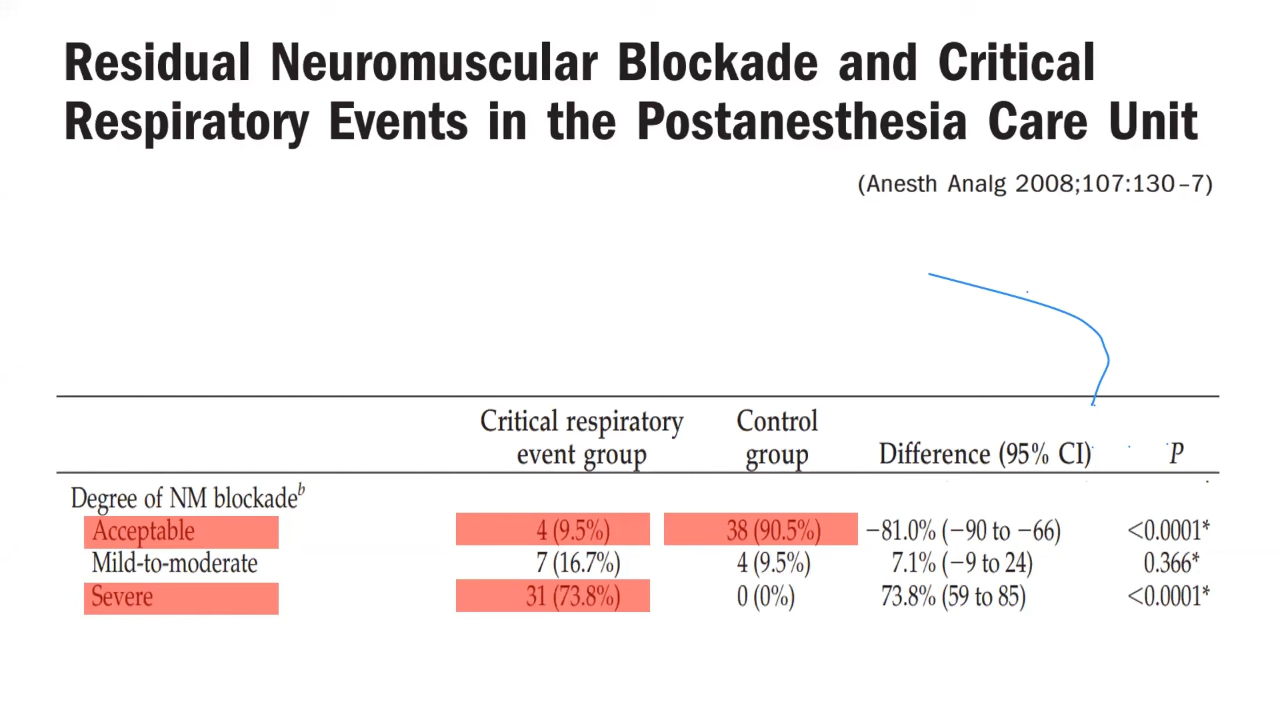 Residual Neuromuscular Blockade and Critical
Respiratory Events in the Postanesthesia Care Unit
(Anesth Analg 2008;107:130–7)
Critical respiratory Control
event group group Difference (95% CI) P
Degree of NM blockadeᵇ
Acceptable 4 (9.5%) 38 (90.5%) −81.0% (−90 to −66) <0.0001*
Mild-to-moderate 7 (16.7%) 4 (9.5%) 7.1% (−9 to 24) 0.366*
Severe 31 (73.8%) 0 (0%) 73.8% (59 to 85) <0.0001*